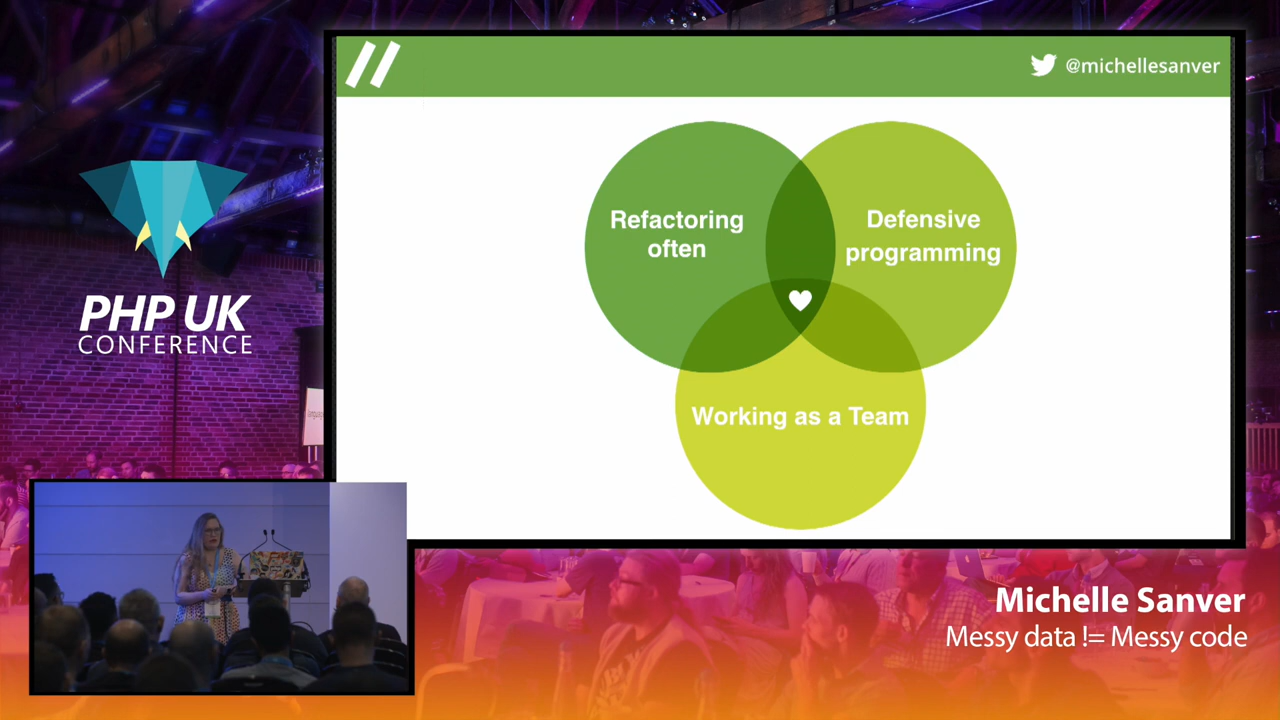 @michellesanver
Refactoring
often
Defensive
programming
Working as a Team
PHP UK
CONFERENCE
Michelle Sanver
Messy data != Messy code